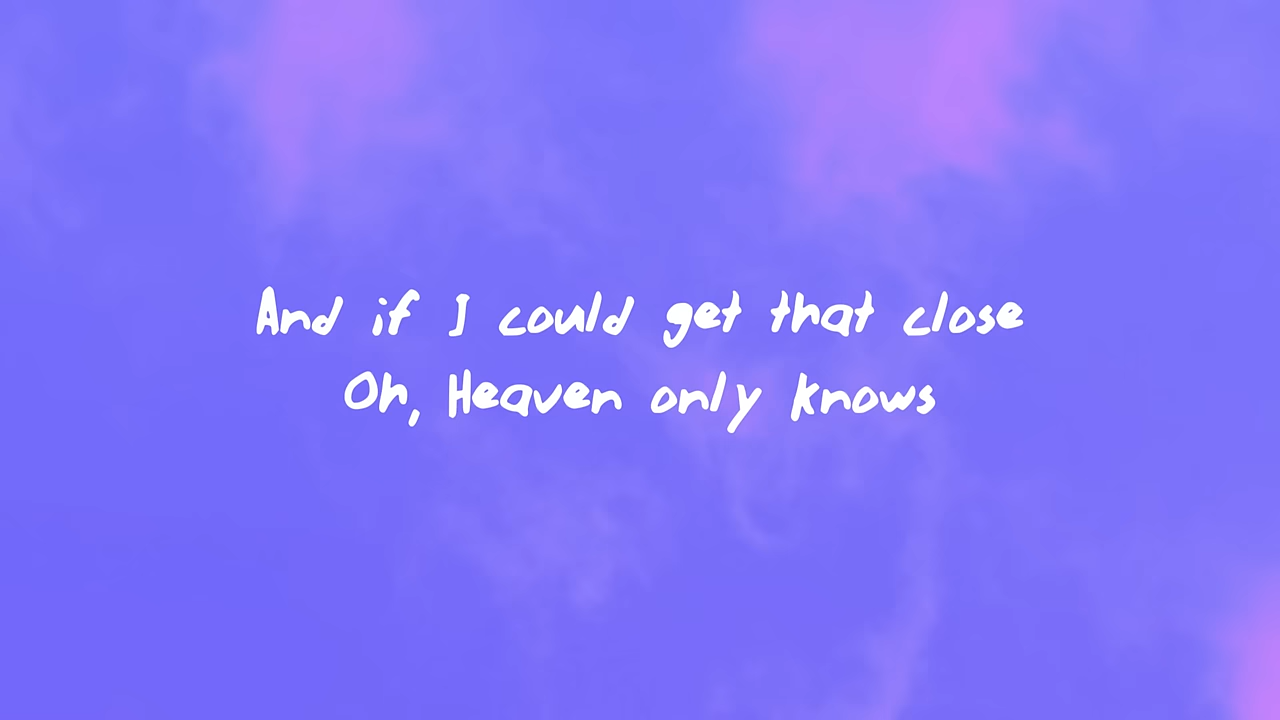 And if I could get that close
Oh, Heaven only knows